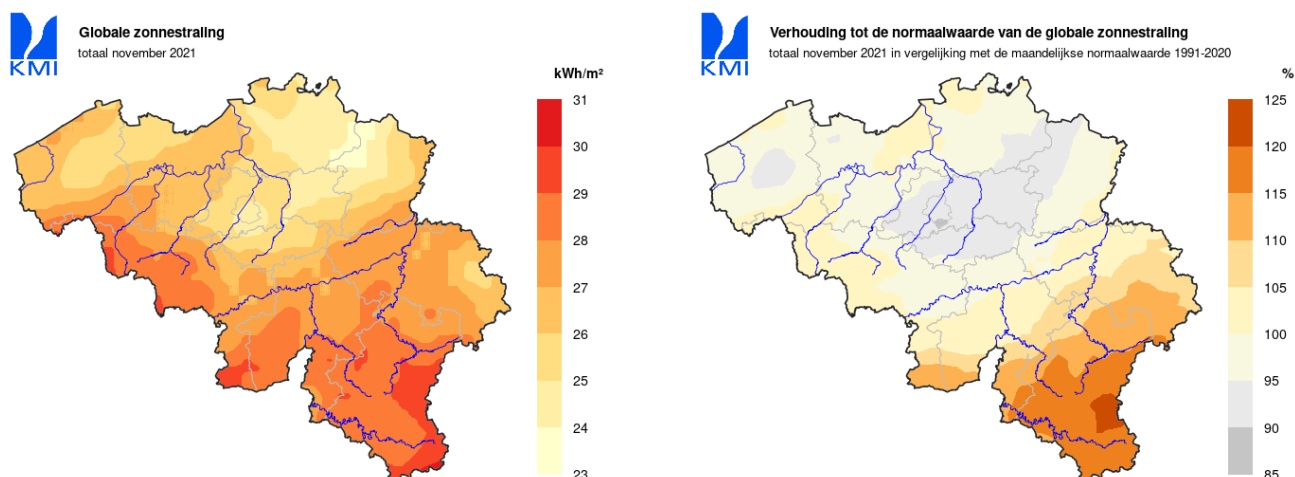 KMI
Globale zonnestraling
totaal november 2021
kWh/m²
31
30
29
28
27
26
25
24
23
KMI
Verhouding tot de normaalwaarde van de globale zonnestraling
totaal november 2021 in vergelijking met de maandelijkse normaalwaarde 1991-2020
%
125
120
115
110
105
100
95
90
85